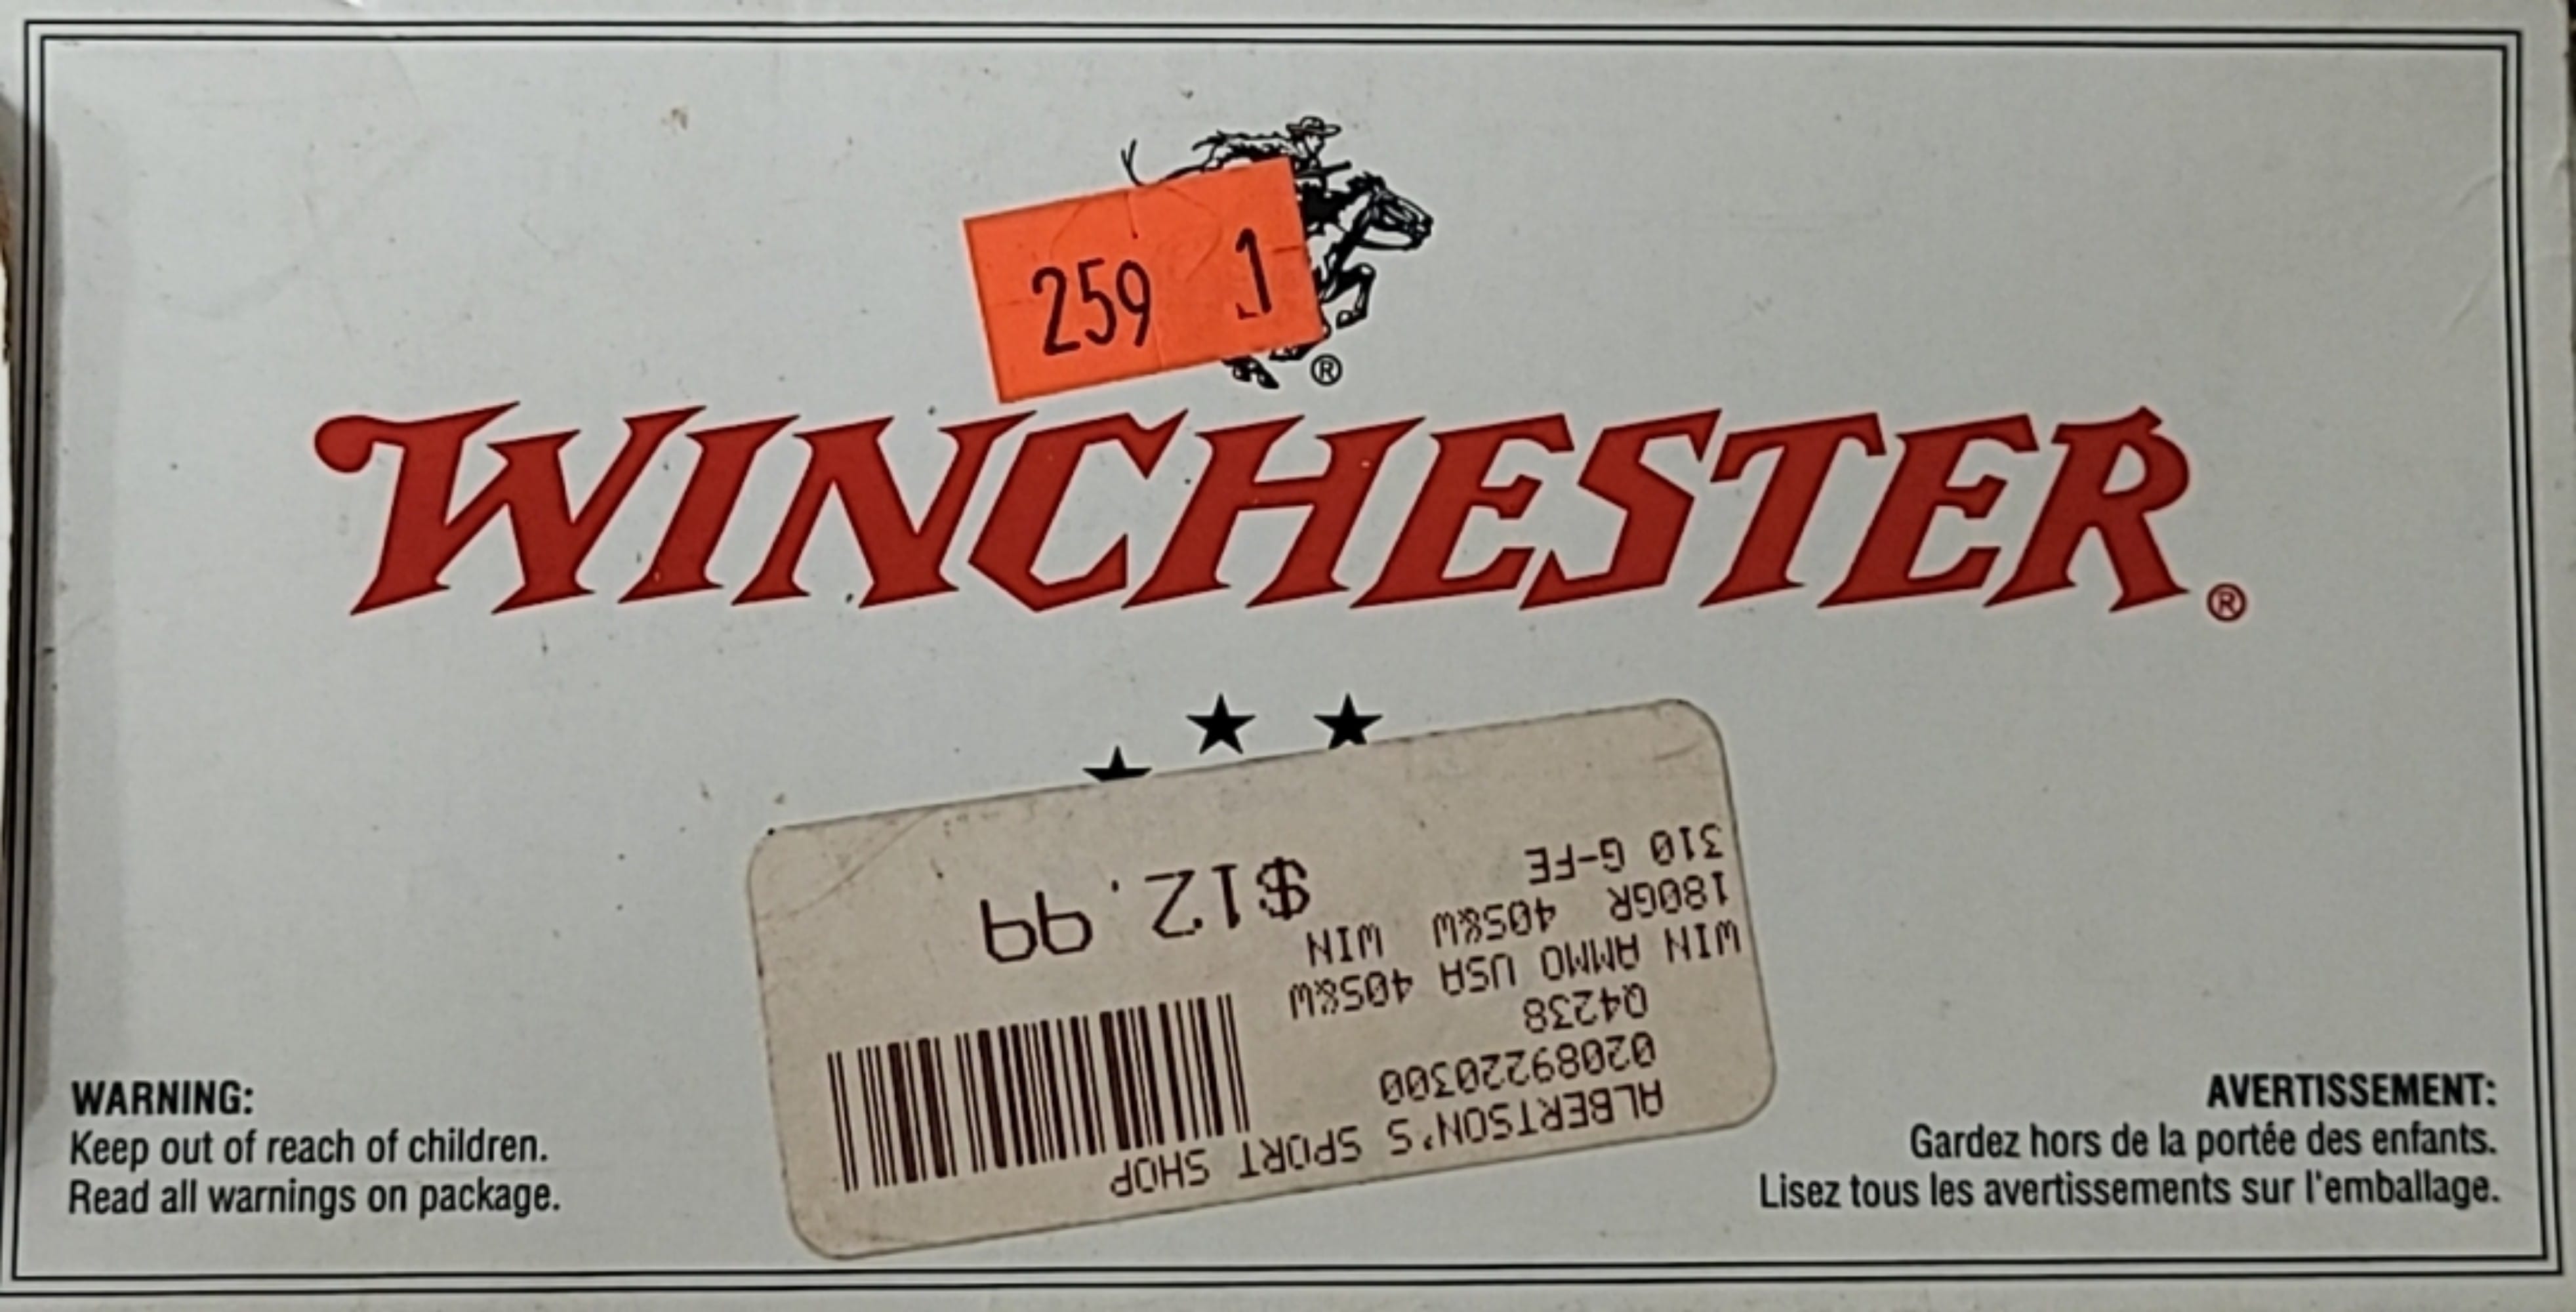 259 1
®
WINCHESTER®
ALBERTSON'S SPORT SHOP
02089220300
Q4238
WIN AMMO USA 40S&W
180GR 40S&W WIN
310 G-FE
$12.99
WARNING:
Keep out of reach of children.
Read all warnings on package.
AVERTISSEMENT:
Gardez hors de la portée des enfants.
Lisez tous les avertissements sur l'emballage.